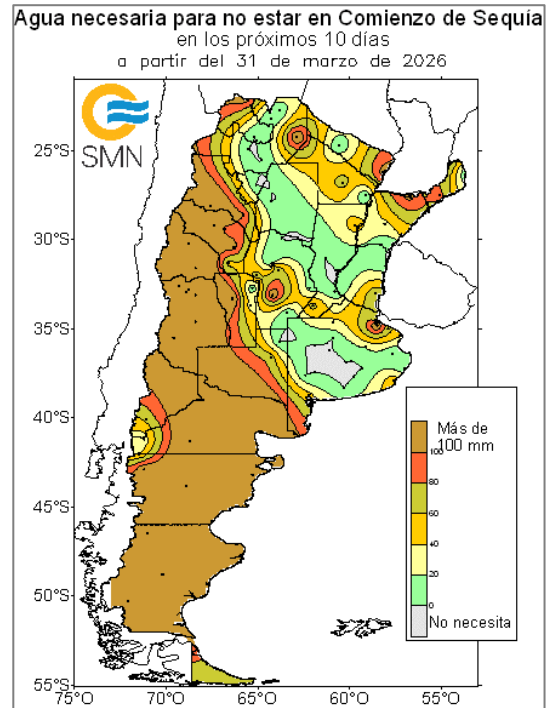 Agua necesaria para no estar en Comienzo de Sequía
en los próximos 10 días
a partir del 31 de marzo de 2026
SMN
25°S
30°S
35°S
40°S
45°S
50°S
55°S
75°O
70°O
65°O
60°O
55°O
Más de
100 mm
100
80
60
40
20
0
No necesita